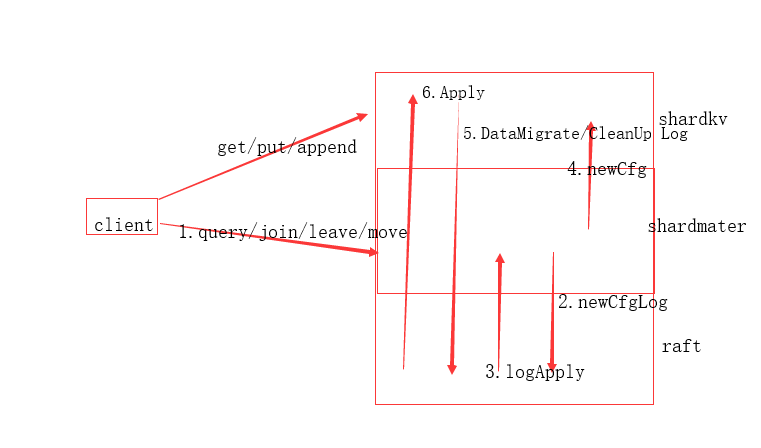 6.Apply
shardkv
5.DataMigrate/CleanUp Log
get/put/append
4.newCfg
client
1.query/join/leave/move
shardmater
2.newCfgLog
raft
3.logApply